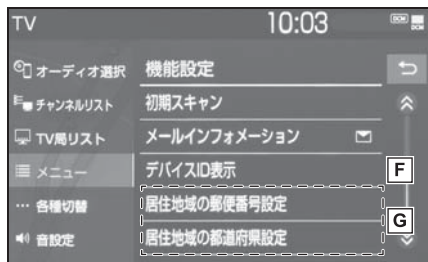 TV
10:03
DCM
DCM
オーディオ選択
機能設定
チャンネルリスト
初期スキャン
TV局リスト
メールインフォメーション
メニュー
デバイスID表示
F
各種切替
居住地域の郵便番号設定
G
音設定
居住地域の都道府県設定